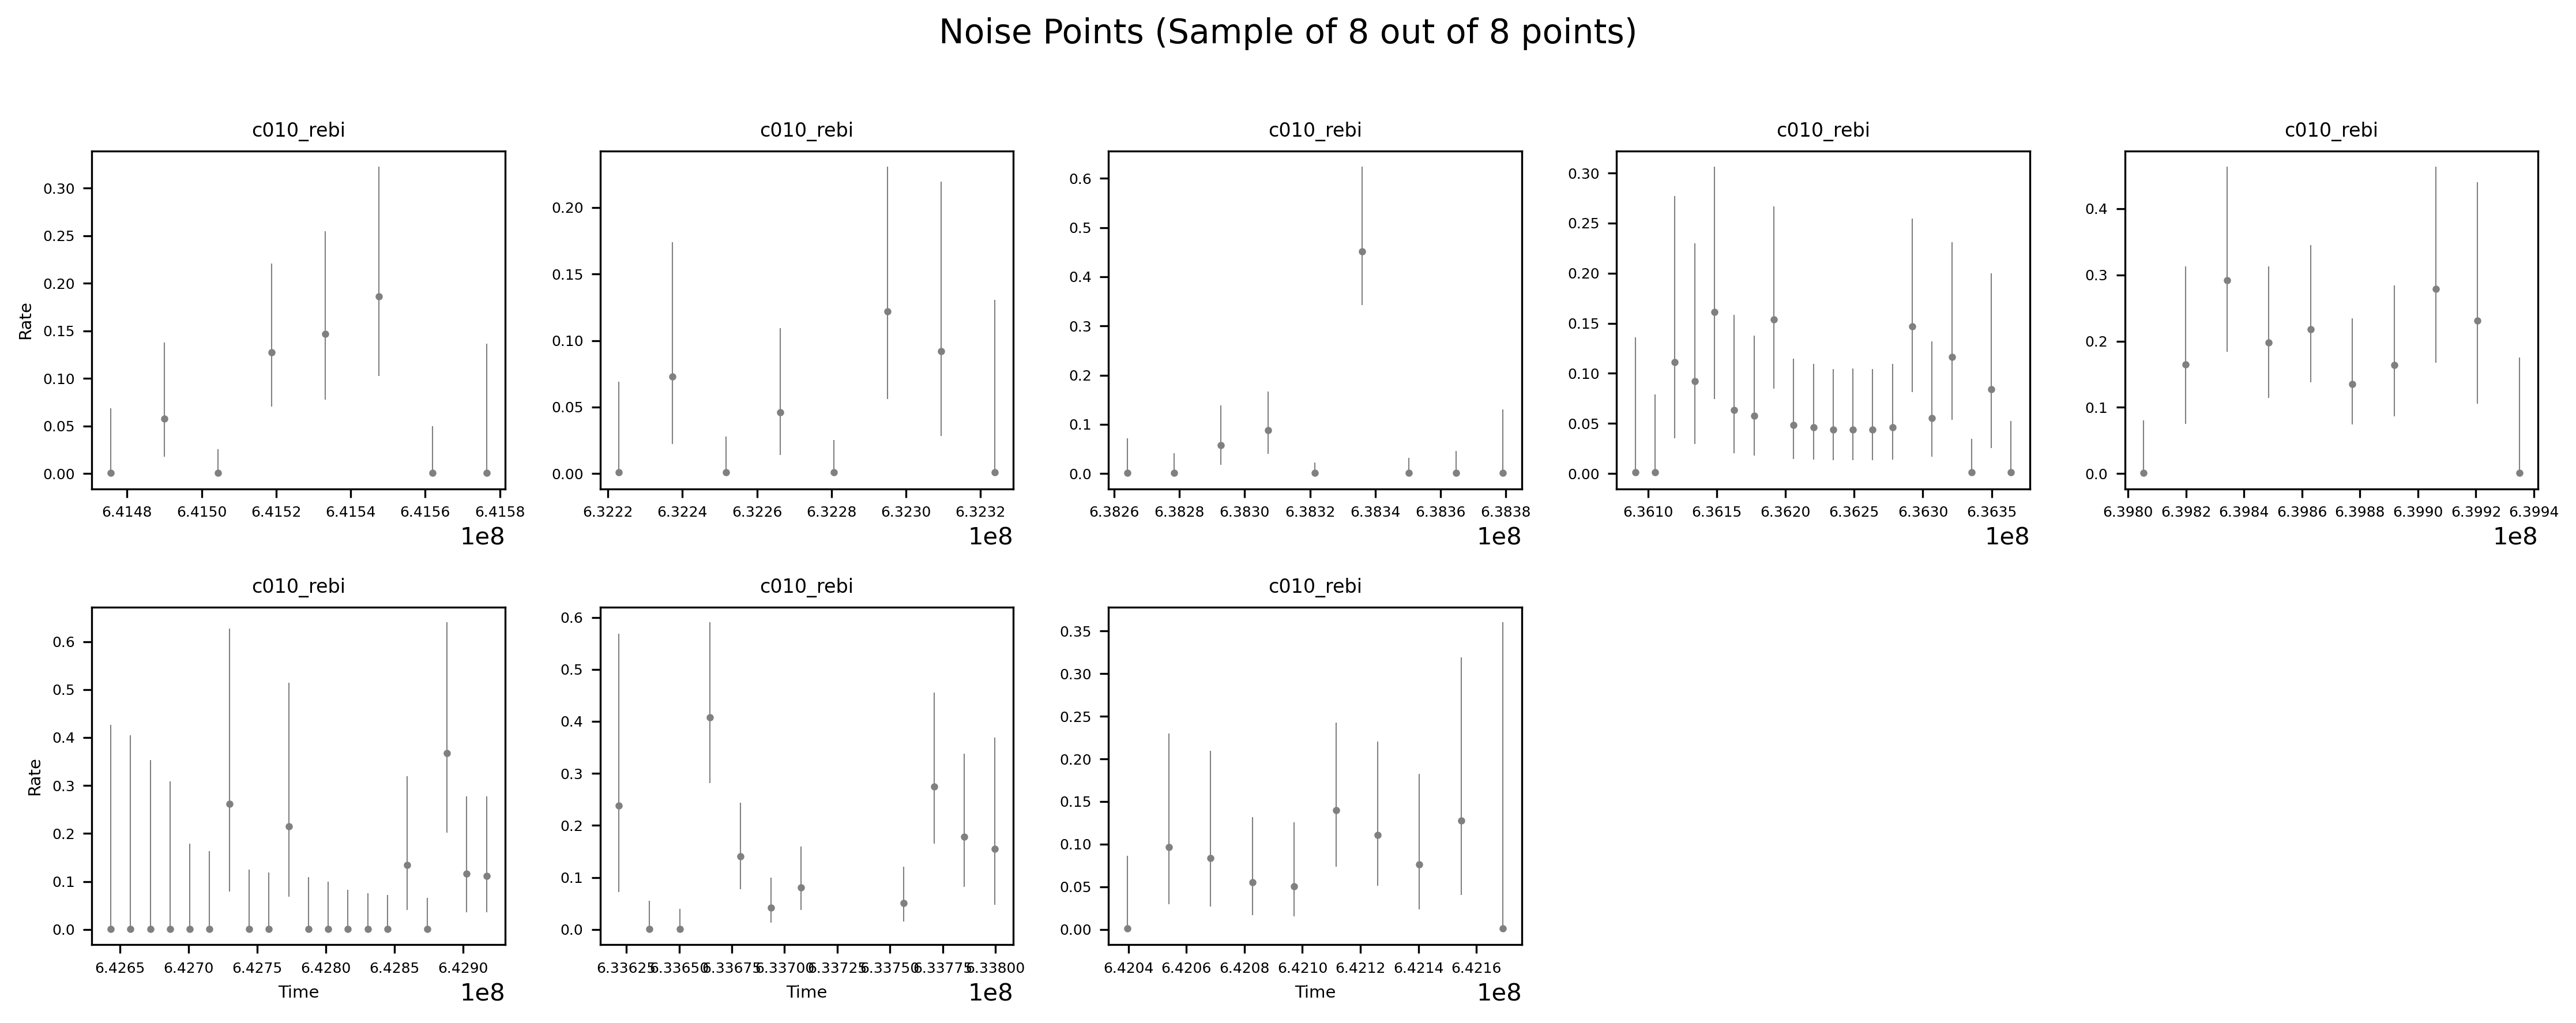 Noise Points (Sample of 8 out of 8 points)
c010_rebi c010_rebi c010_rebi c010_rebi c010_rebi
Rate
0.30
0.25
0.20
0.15
0.10
0.05
0.00
6.4148 6.4150 6.4152 6.4154 6.4156 6.4158
1e8
0.20
0.15
0.10
0.05
0.00
6.3222 6.3224 6.3226 6.3228 6.3230 6.3232
1e8
0.6
0.5
0.4
0.3
0.2
0.1
0.0
6.3826 6.3828 6.3830 6.3832 6.3834 6.3836 6.3838
1e8
0.30
0.25
0.20
0.15
0.10
0.05
0.00
6.3610 6.3615 6.3620 6.3625 6.3630 6.3635
1e8
0.4
0.3
0.2
0.1
0.0
6.3980 6.3982 6.3984 6.3986 6.3988 6.3990 6.3992 6.3994
1e8
c010_rebi c010_rebi c010_rebi
Rate
0.6
0.5
0.4
0.3
0.2
0.1
0.0
6.4265 6.4270 6.4275 6.4280 6.4285 6.4290
Time 1e8
0.6
0.5
0.4
0.3
0.2
0.1
0.0
6.33625 6.33650 6.33675 6.33700 6.33725 6.33750 6.33775 6.33800
Time 1e8
0.35
0.30
0.25
0.20
0.15
0.10
0.05
0.00
6.4204 6.4206 6.4208 6.4210 6.4212 6.4214 6.4216
Time 1e8